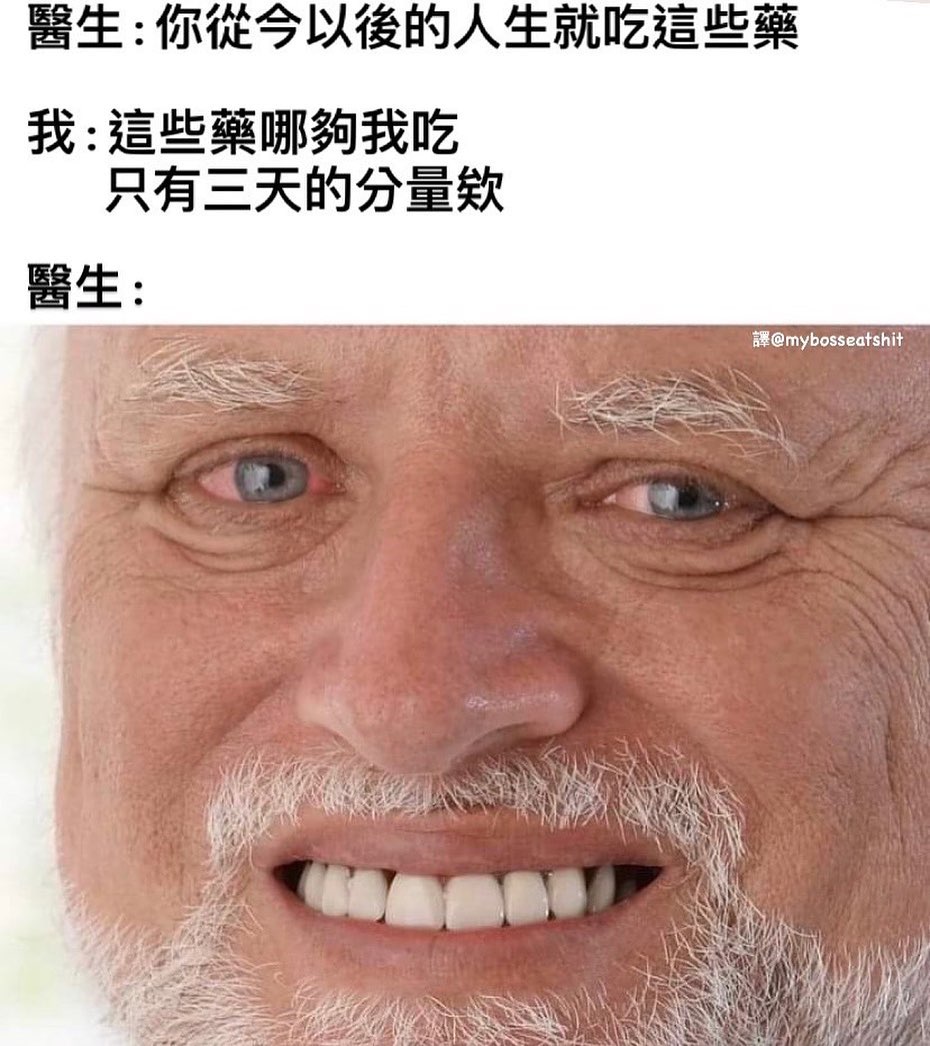 醫生：你從今以後的人生就吃這些藥
我：這些藥哪夠我吃
只有三天的分量欸
醫生：
譯@mybosseatshit